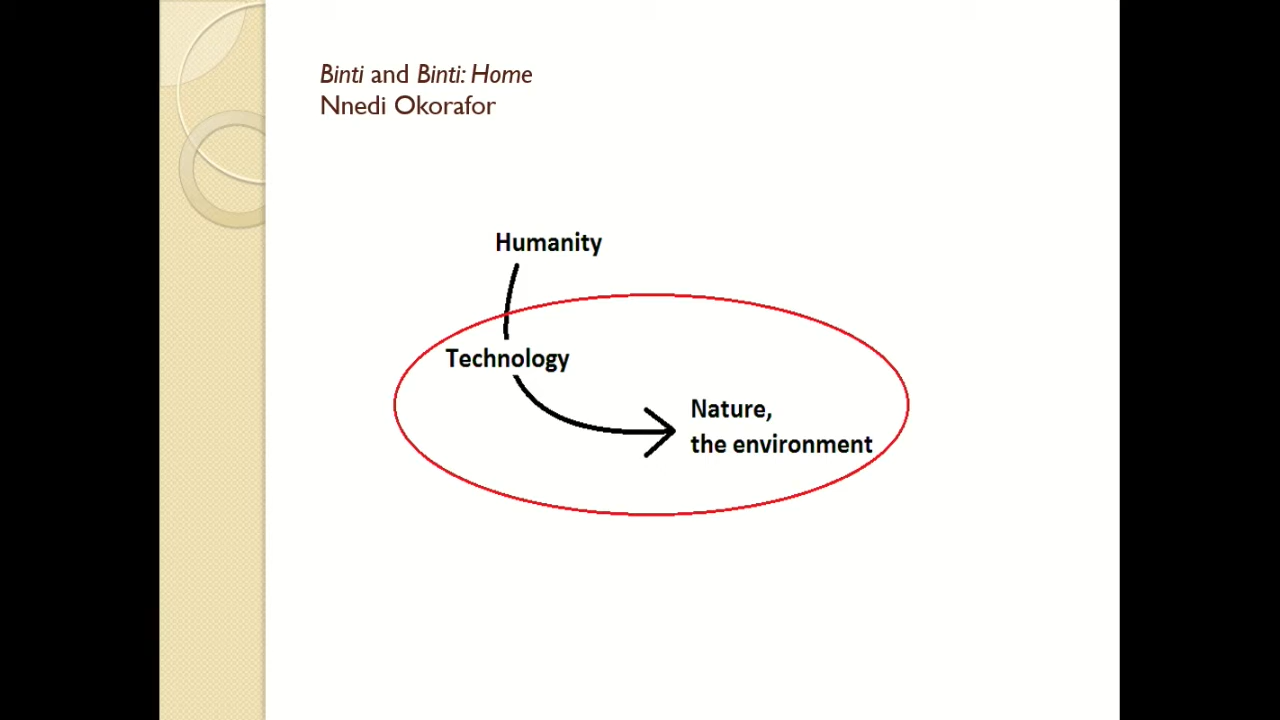 Binti and Binti: Home
Nnedi Okorafor
Humanity
Technology
Nature,
the environment